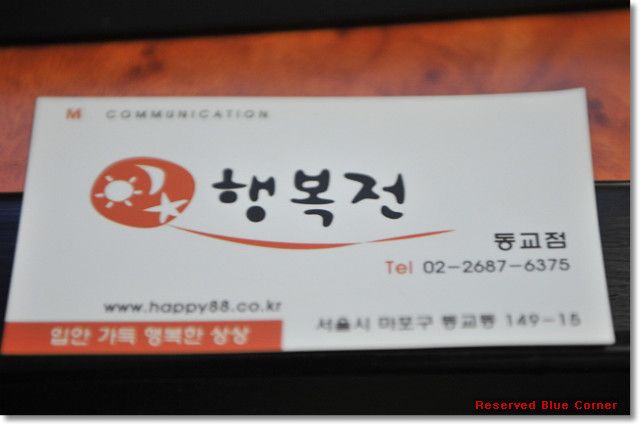 M COMMUNICATION
행복전
동교점
Tel 02-2687-6375
www.happy88.co.kr
입안 가득 행복한 상상
서울시 마포구 동교동 149-15
Reserved Blue Corner